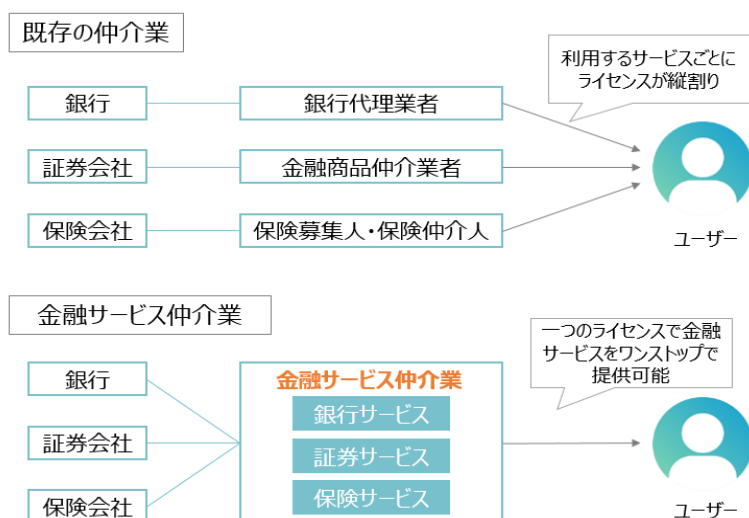 既存の仲介業
利用するサービスごとに
ライセンスが縦割り
銀行
銀行代理業者
証券会社
金融商品仲介業者
保険会社
保険募集人・保険仲介人
ユーザー
金融サービス仲介業
一つのライセンスで金融
サービスをワンストップで
提供可能
銀行
金融サービス仲介業
銀行サービス
証券会社
証券サービス
保険会社
保険サービス
ユーザー